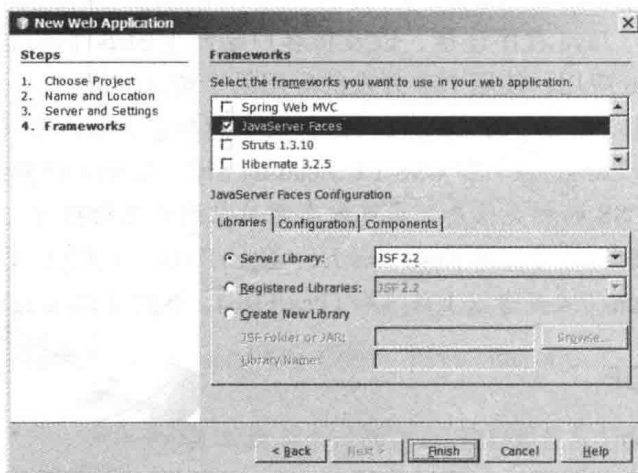 New Web Application
Steps
1. Choose Project
2. Name and Location
3. Server and Settings
4. Frameworks
Frameworks
Select the frameworks you want to use in your web application.
Spring Web MVC
JavaServer Faces
Struts 1.3.10
Hibernate 3.2.5
JavaServer Faces Configuration
Libraries Configuration Components
Server Library: JSF 2.2
Registered Libraries: JSF 2.2
Create New Library
JSF Folder or JAR: Browse...
Library Name:
< Back Next > Finish Cancel Help